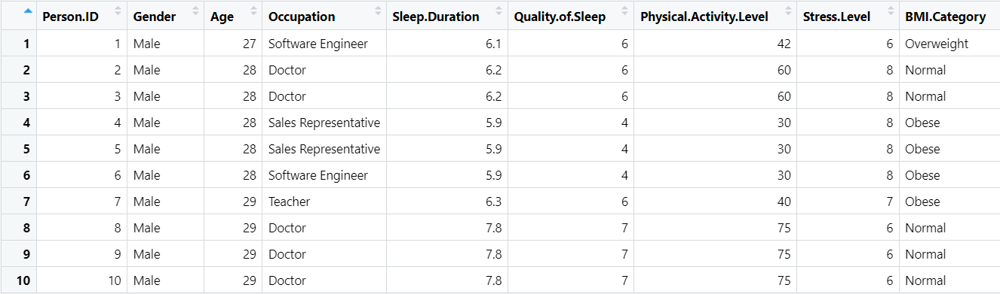 Person.ID Gender Age Occupation Sleep.Duration Quality.of.Sleep Physical.Activity.Level Stress.Level BMI.Category
1 1 Male 27 Software Engineer 6.1 6 42 6 Overweight
2 2 Male 28 Doctor 6.2 6 60 8 Normal
3 3 Male 28 Doctor 6.2 6 60 8 Normal
4 4 Male 28 Sales Representative 5.9 4 30 8 Obese
5 5 Male 28 Sales Representative 5.9 4 30 8 Obese
6 6 Male 28 Software Engineer 5.9 4 30 8 Obese
7 7 Male 29 Teacher 6.3 6 40 7 Obese
8 8 Male 29 Doctor 7.8 7 75 6 Normal
9 9 Male 29 Doctor 7.8 7 75 6 Normal
10 10 Male 29 Doctor 7.8 7 75 6 Normal